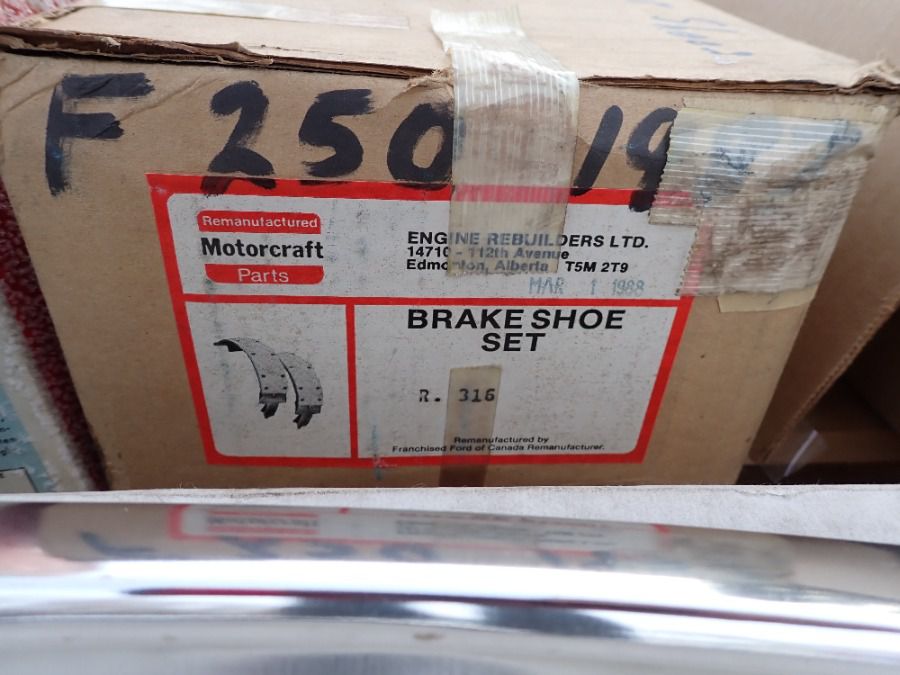 F 250 19
Remanufactured
Motorcraft
Parts
ENGINE REBUILDERS LTD.
14710 - 112th Avenue
Edmonton, Alberta T5M 2T9
MAR 1 1988
BRAKE SHOE
SET
R. 316
Remanufactured by
Franchised Ford of Canada Remanufacturer.